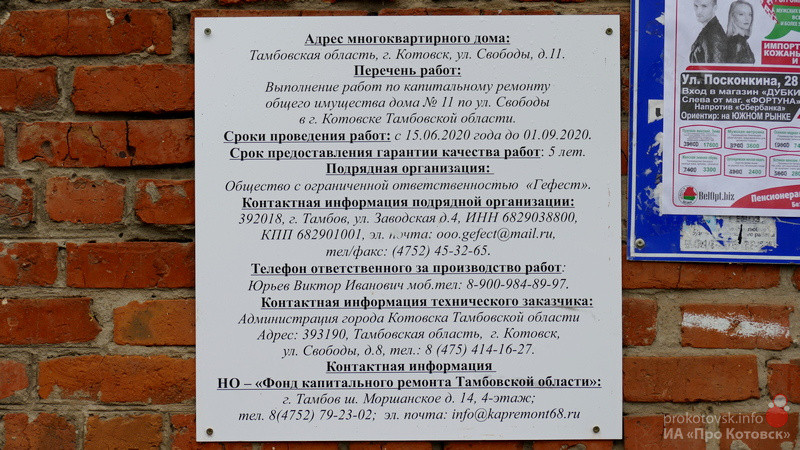 Адрес многоквартирного дома:
Тамбовская область, г. Котовск, ул. Свободы, д.11.
Перечень работ:
Выполнение работ по капитальному ремонту
общего имущества дома № 11 по ул. Свободы
в г. Котовске Тамбовской области.
Сроки проведения работ: с 15.06.2020 года до 01.09.2020.
Срок предоставления гарантии качества работ: 5 лет.
Подрядная организация:
Общество с ограниченной ответственностью «Гефест».
Контактная информация подрядной организации:
392018, г. Тамбов, ул. Заводская д.4, ИНН 6829038800,
КПП 682901001, эл. почта: ooo.gefect@mail.ru,
тел/факс: (4752) 45-32-65.
Телефон ответственного за производство работ:
Юрьев Виктор Иванович моб.тел: 8-900-984-89-97.
Контактная информация технического заказчика:
Администрация города Котовска Тамбовской области
Адрес: 393190, Тамбовская область, г. Котовск,
ул. Свободы, д.8, тел.: 8 (475) 414-16-27.
Контактная информация
НО – «Фонд капитального ремонта Тамбовской области»:
г. Тамбов ш. Моршанское д. 14, 4-этаж;
тел. 8(4752) 79-23-02; эл. почта: info@kapremont68.ru
ИМПОРТ
КОЖАНЫ
И
Ул. Посконкина, 28
Вход в магазин «ДУБКИ
Слева от маг. «ФОРТУНА»
Напротив «Сбербанка»
Ориентир: на ЮЖНОМ РЫНКЕ
7400 3300
8400 2400
BelOpt.biz
Пенсионера
prokotovsk.info
ИА «Про Котовск»